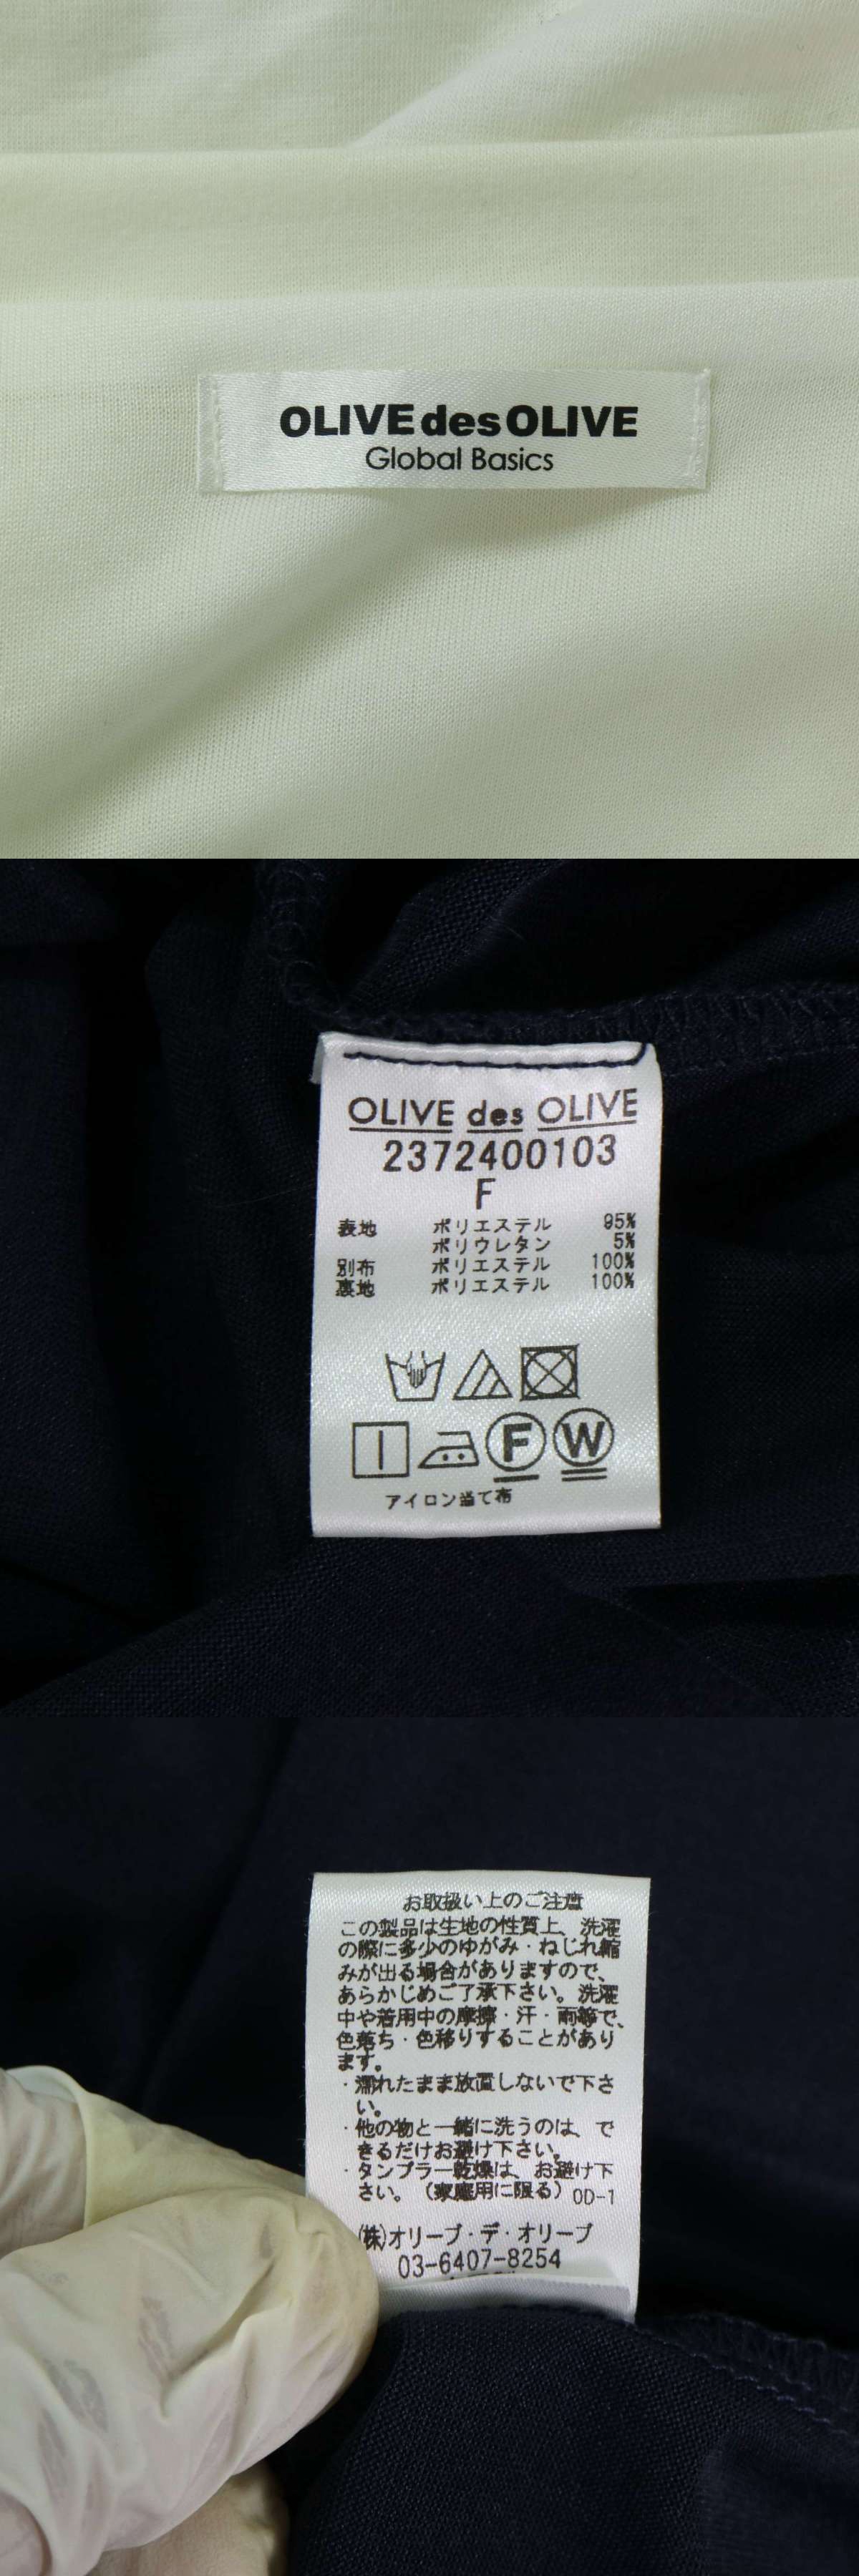 OLIVE des OLIVE
Global Basics
OLIVE des OLIVE
2372400103
F
表地 ポリエステル 95%
ポリウレタン 5%
別布 ポリエステル 100%
裏地 ポリエステル 100%
F W
アイロン当て布
お取扱い上のご注意
この製品は生地の性質上、洗濯
の際に多少のゆがみ・ねじれ縮
みが出る場合がありますので、
あらかじめご了承下さい。洗濯
中や着用中の摩擦・汗・雨等で、
色落ち・色移りすることがあり
ます。
・濡れたまま放置しないで下さ
い。
・他の物と一緒に洗うのは、で
きるだけお避け下さい。
・タンブラー乾燥は、お避け下
さい。（家庭用に限る） OD-1
(株)オリーブ・デ・オリーブ
03-6407-8254